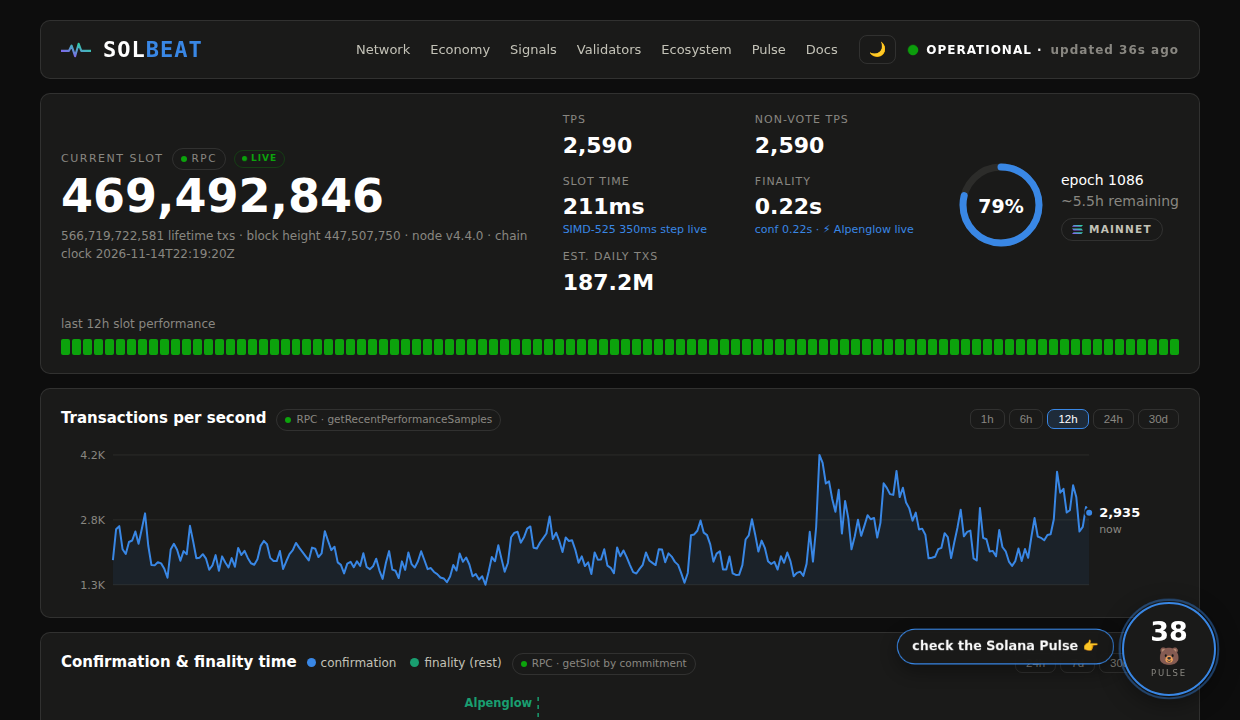 SOLBEAT
Network Economy Signals Validators Ecosystem Pulse Docs 🌙 OPERATIONAL · updated 36s ago
CURRENT SLOT RPC LIVE
469,492,846
566,719,722,581 lifetime txs · block height 447,507,750 · node v4.4.0 · chain
clock 2026-11-14T22:19:20Z
TPS
2,590
NON-VOTE TPS
2,590
SLOT TIME
211ms
SIMD-525 350ms step live
FINALITY
0.22s
conf 0.22s · ⚡ Alpenglow live
EST. DAILY TXS
187.2M
79%
epoch 1086
~5.5h remaining
MAINNET
last 12h slot performance
Transactions per second RPC · getRecentPerformanceSamples
1h 6h 12h 24h 30d
4.2K
2.8K
1.3K
2,935
now
Confirmation & finality time confirmation finality (rest) RPC · getSlot by commitment
Alpenglow
check the Solana Pulse 👉
38
🐻
PULSE